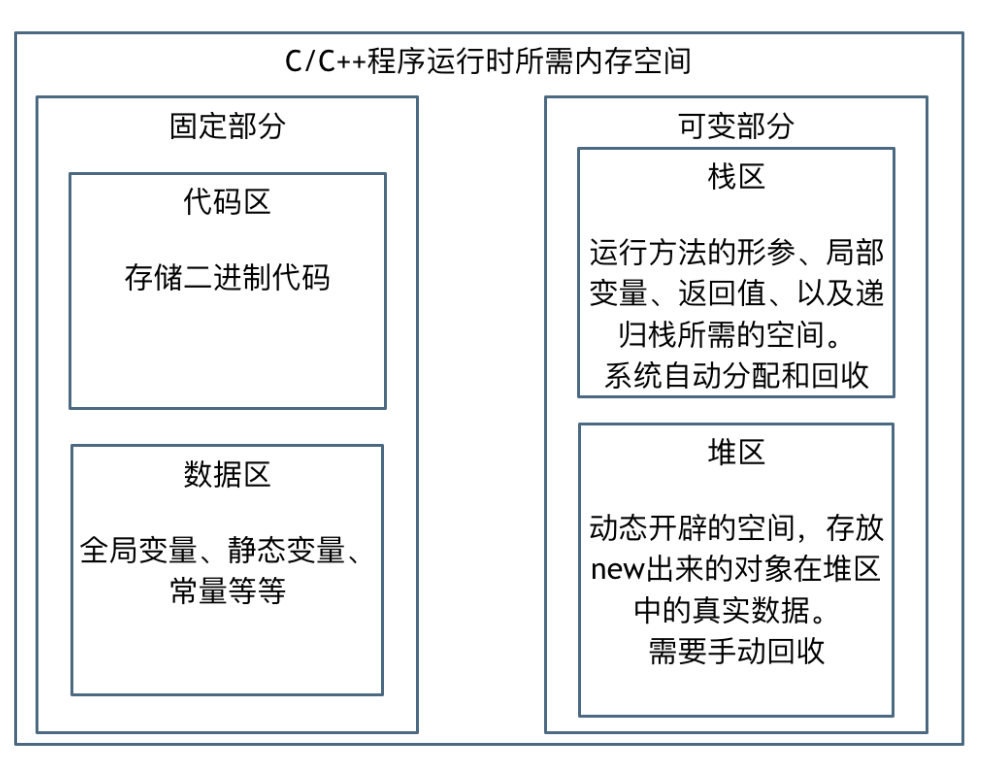 C/C++程序运行时所需内存空间
固定部分
代码区
存储二进制代码
数据区
全局变量、静态变量、
常量等等
可变部分
栈区
运行方法的形参、局部
变量、返回值、以及递
归栈所需的空间。
系统自动分配和回收
堆区
动态开辟的空间，存放
new出来的对象在堆区
中的真实数据。
需要手动回收